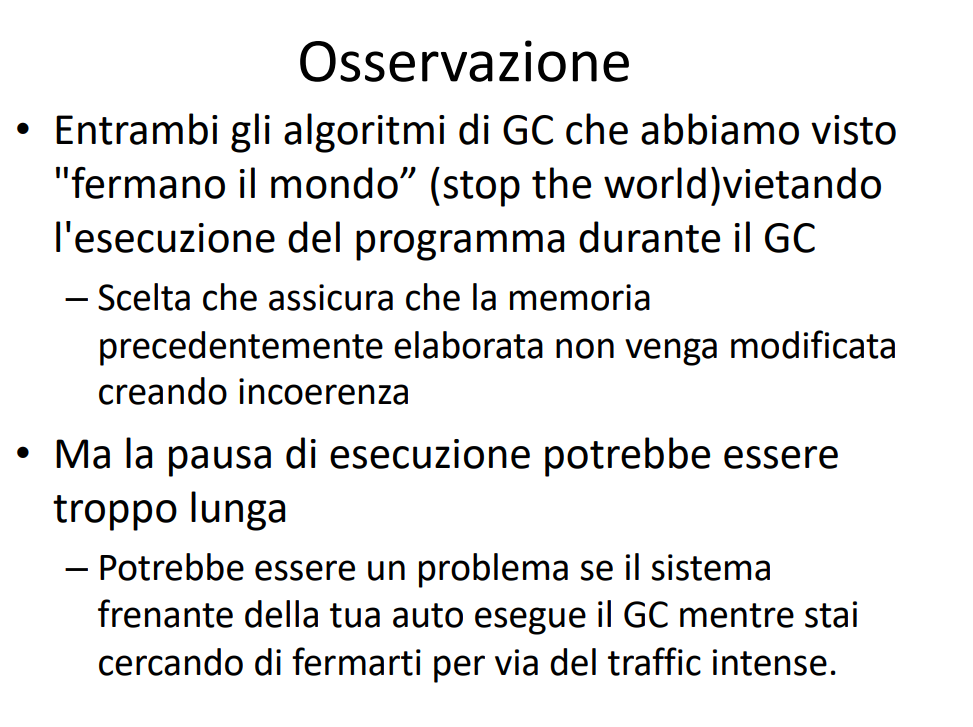 Osservazione
• Entrambi gli algoritmi di GC che abbiamo visto
"fermano il mondo” (stop the world)vietando
l'esecuzione del programma durante il GC
– Scelta che assicura che la memoria
precedentemente elaborata non venga modificata
creando incoerenza
• Ma la pausa di esecuzione potrebbe essere
troppo lunga
– Potrebbe essere un problema se il sistema
frenante della tua auto esegue il GC mentre stai
cercando di fermarti per via del traffic intense.